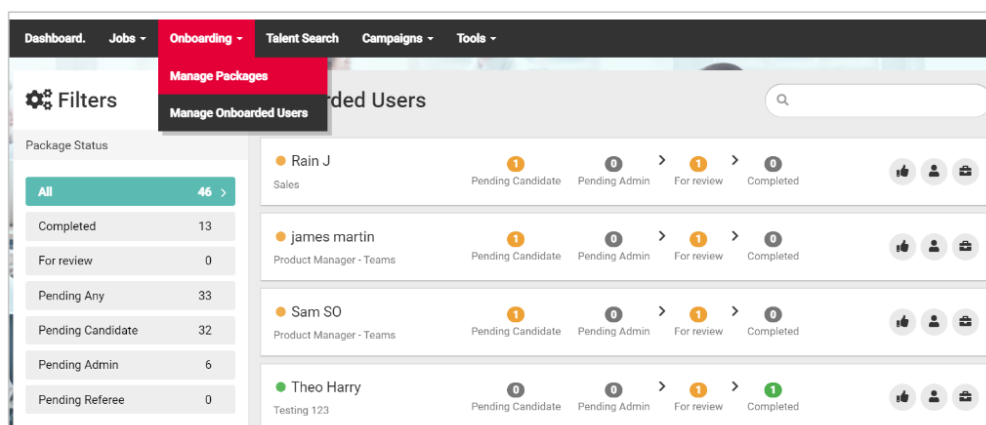 Dashboard. Jobs Onboarding Talent Search Campaigns Tools
Manage Packages
Manage Onboarded Users
Filters
Users
Package Status
All 46
Completed 13
For review 0
Pending Any 33
Pending Candidate 32
Pending Admin 6
Pending Referee 0
Rain J
Sales
1 0 1 0
Pending Candidate Pending Admin For review Completed
james martin
Product Manager - Teams
1 0 1 0
Pending Candidate Pending Admin For review Completed
Sam SO
Product Manager - Teams
1 0 1 0
Pending Candidate Pending Admin For review Completed
Theo Harry
Testing 123
0 0 1 1
Pending Candidate Pending Admin For review Completed